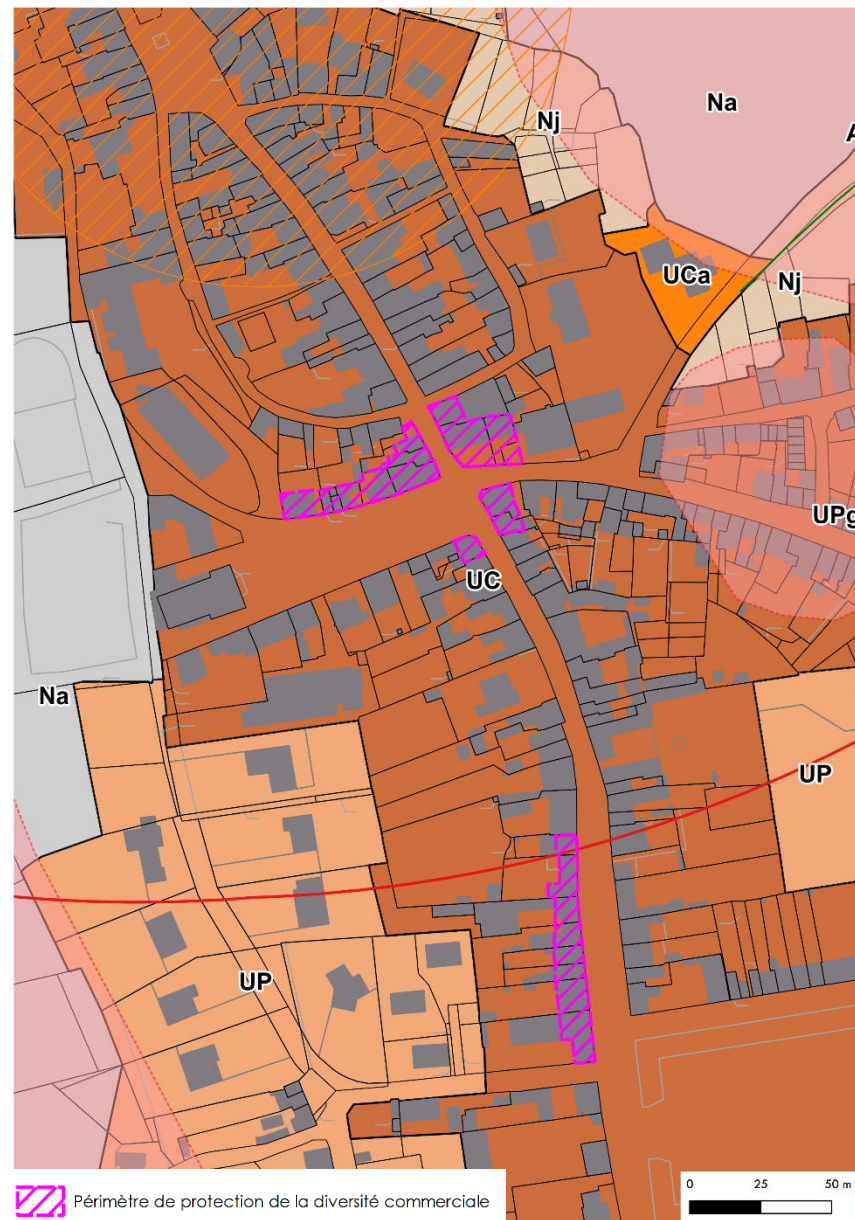 Na
Nj
A
UCa
Nj
UPg
UC
Na
UP
UP
Périmètre de protection de la diversité commerciale
0 25 50 m